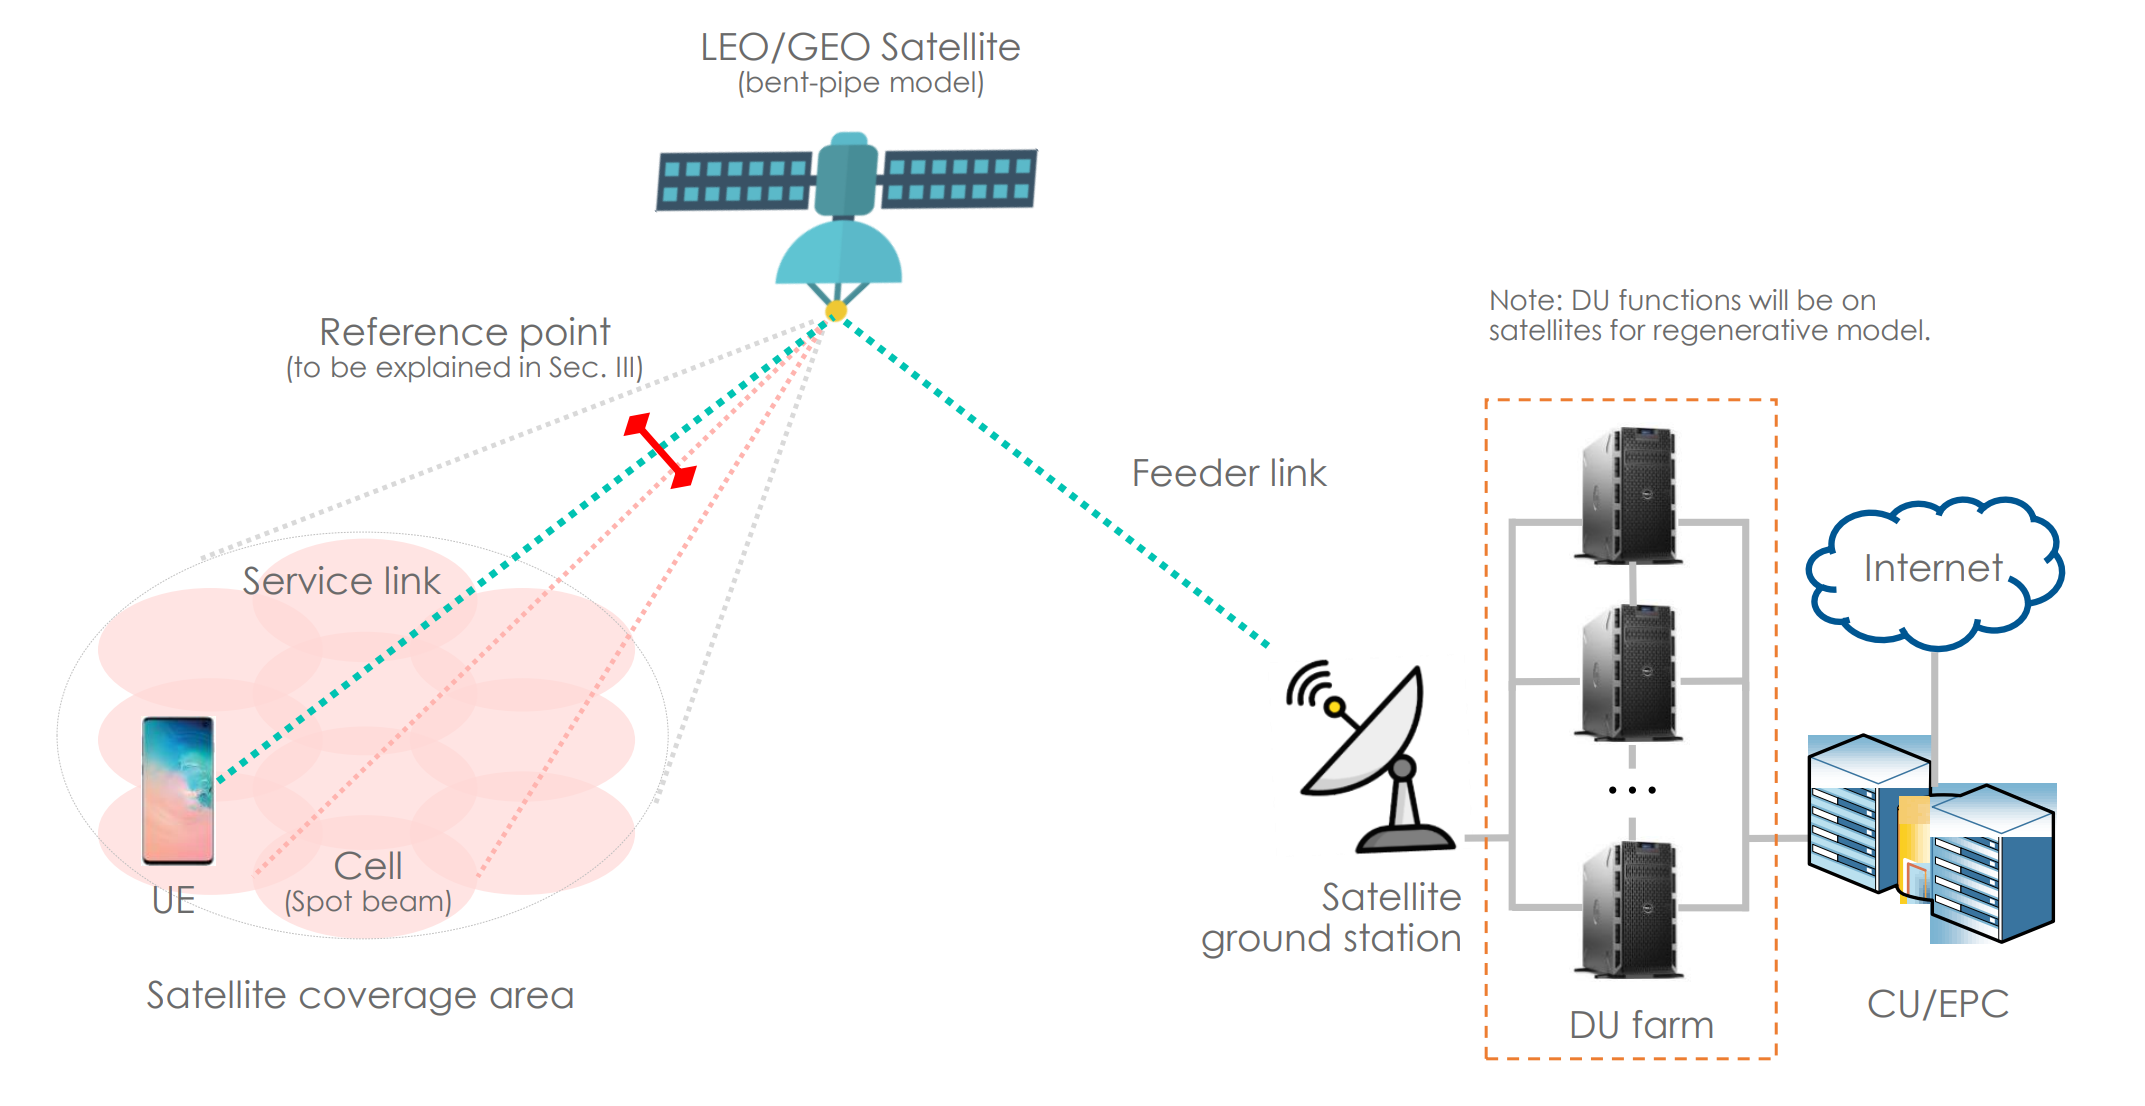 LEO/GEO Satellite
(bent-pipe model)
Note: DU functions will be on
satellites for regenerative model.
Reference point
(to be explained in Sec. III)
Feeder link
Internet
Service link
Cell
(Spot beam)
UE
Satellite
ground station
Satellite coverage area
DU farm
CU/EPC